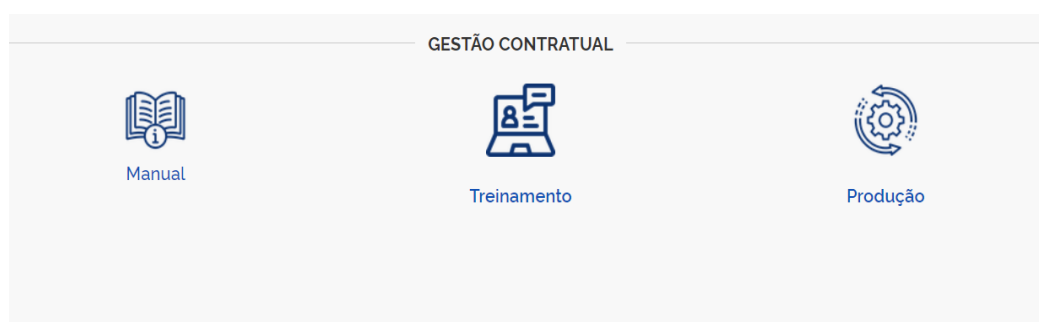 GESTÃO CONTRATUAL
i
Manual
Treinamento
Produção